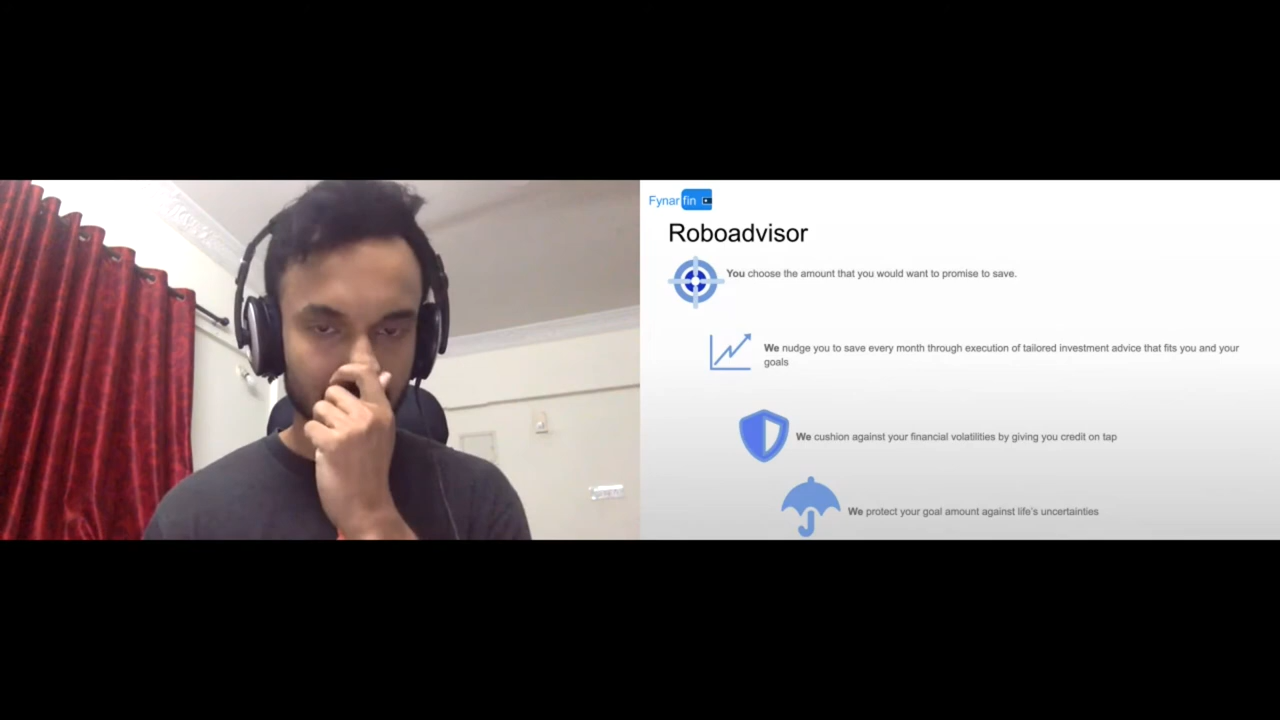 Fynarfin
Roboadvisor
You choose the amount that you would want to promise to save.
We nudge you to save every month through execution of tailored investment advice that fits you and your
goals
We cushion against your financial volatilities by giving you credit on tap
We protect your goal amount against life's uncertainties